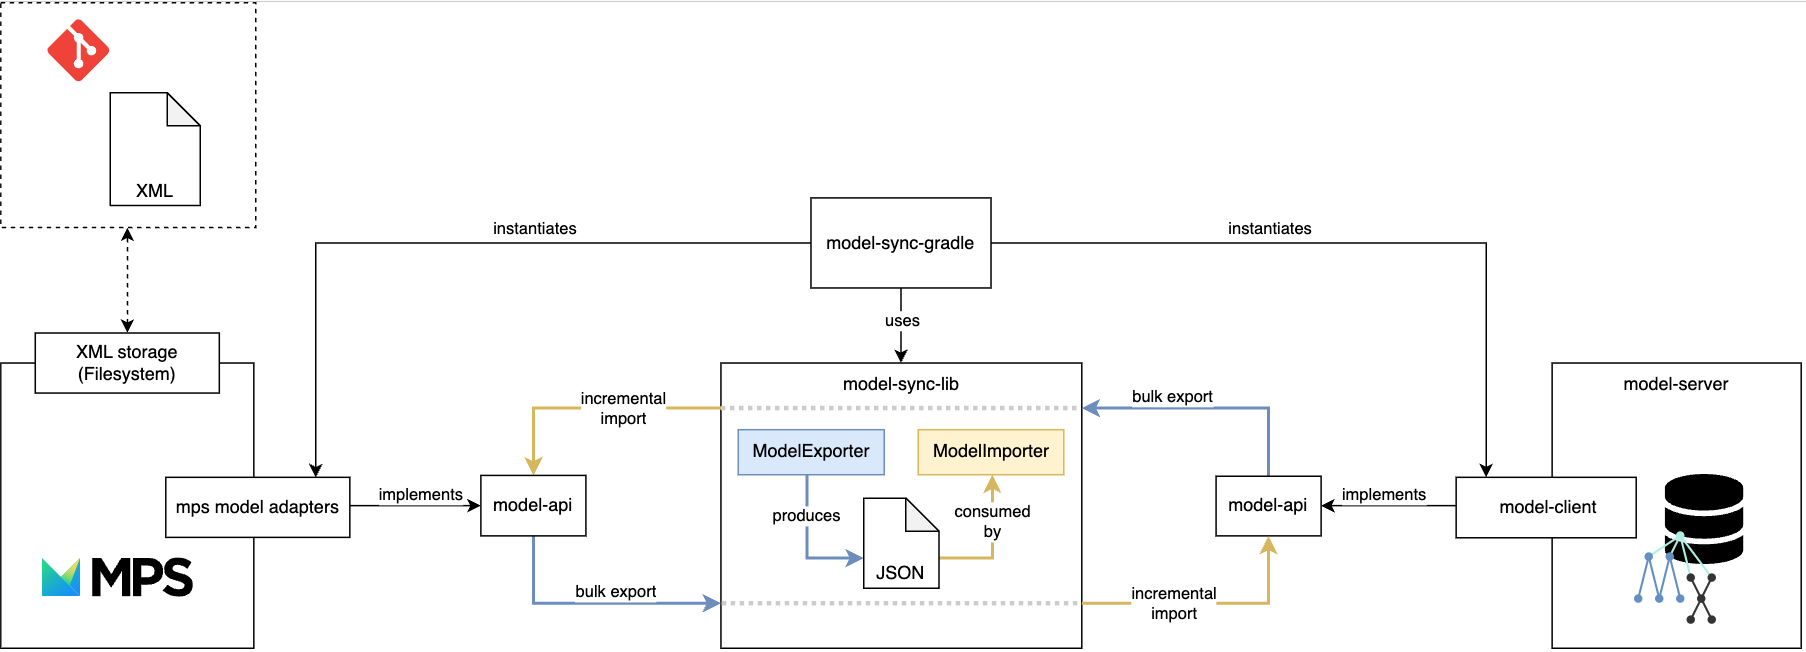 XML
instantiates
model-sync-gradle
instantiates
uses
XML storage
(Filesystem)
model-sync-lib
model-server
incremental
import
bulk export
ModelExporter
ModelImporter
mps model adapters
implements
model-api
produces
consumed
by
model-api
implements
model-client
JSON
MPS
bulk export
incremental
import